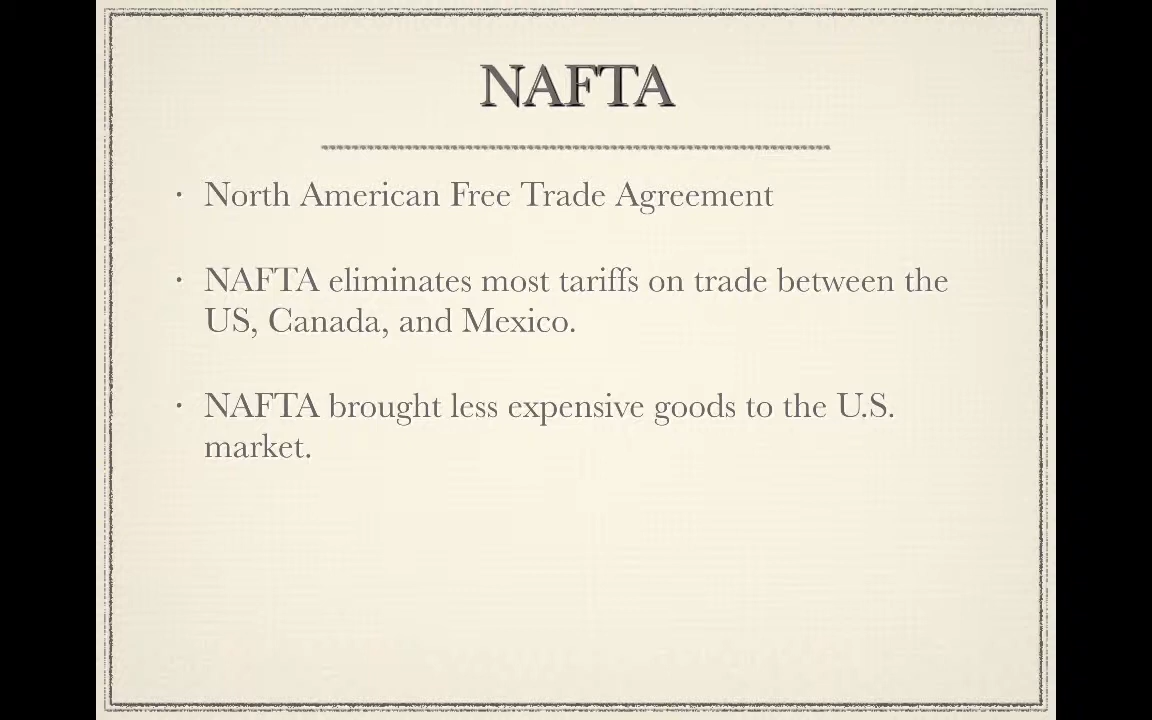 NAFTA
· North American Free Trade Agreement
· NAFTA eliminates most tariffs on trade between the
US, Canada, and Mexico.
· NAFTA brought less expensive goods to the U.S.
market.